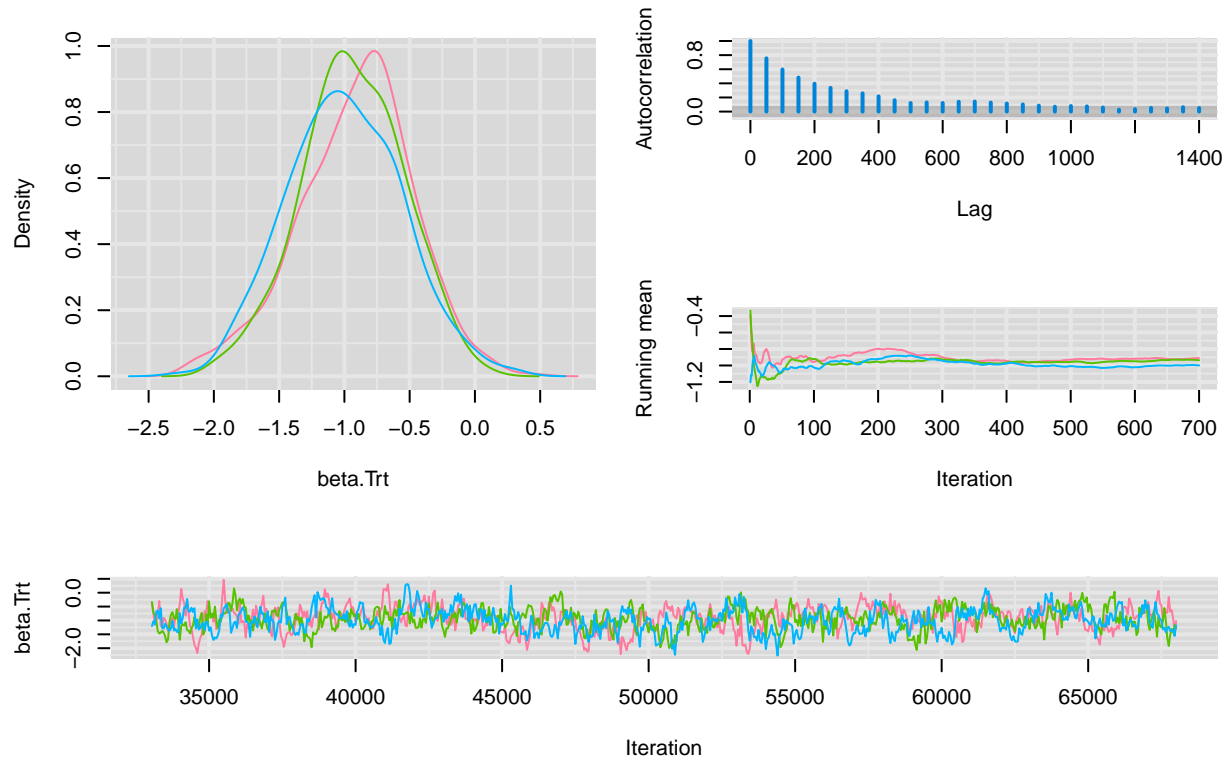 Density
0.0 0.2 0.4 0.6 0.8 1.0
−2.5 −2.0 −1.5 −1.0 −0.5 0.0 0.5
beta.Trt
Autocorrelation
0.0 0.8
0 200 400 600 800 1000 1400
Lag
Running mean
−1.2 −0.4
0 100 200 300 400 500 600 700
Iteration
beta.Trt
−2.0 0.0
35000 40000 45000 50000 55000 60000 65000
Iteration